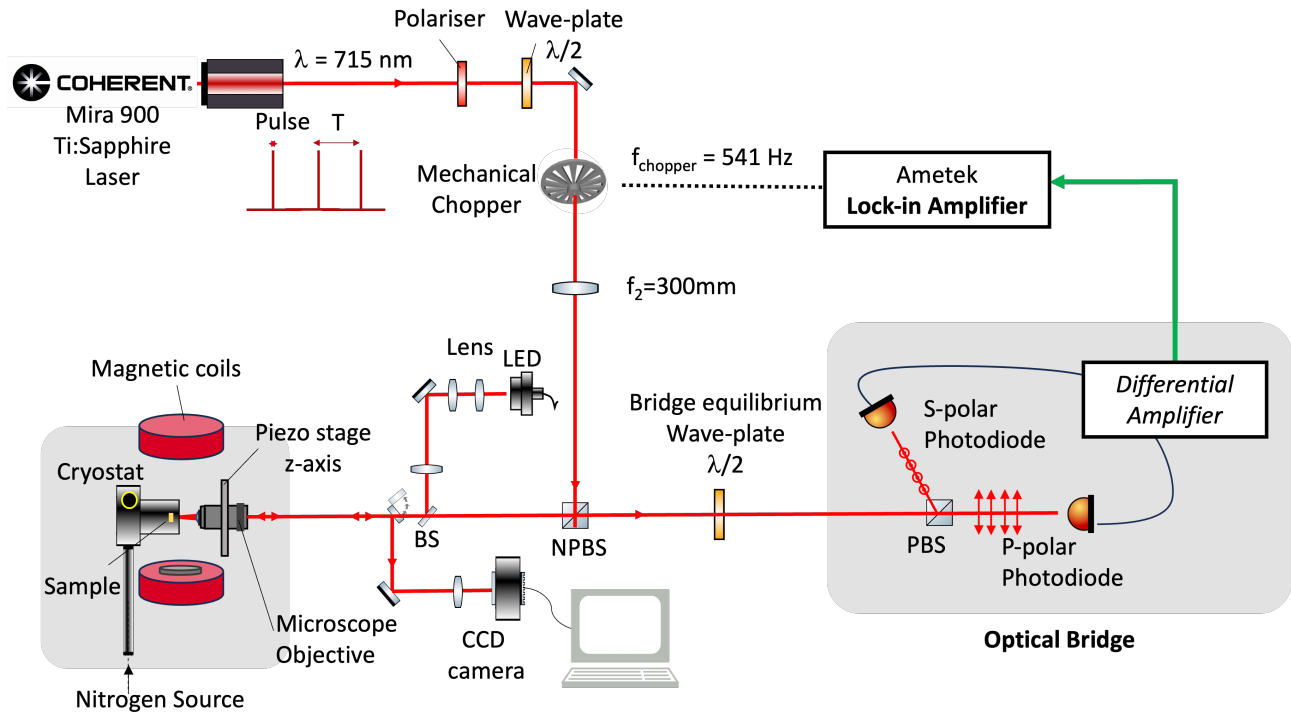 Polariser
Wave-plate
λ/2
λ = 715 nm
COHERENT®
Mira 900
Ti:Sapphire
Laser
Pulse
T
Mechanical
Chopper
f_chopper = 541 Hz
Ametek
Lock-in Amplifier
f₂=300mm
Lens
LED
Magnetic coils
Piezo stage
z-axis
Cryostat
Bridge equilibrium
Wave-plate
λ/2
S-polar
Photodiode
Differential
Amplifier
BS
NPBS
PBS
P-polar
Photodiode
Sample
Microscope
Objective
CCD
camera
Optical Bridge
Nitrogen Source